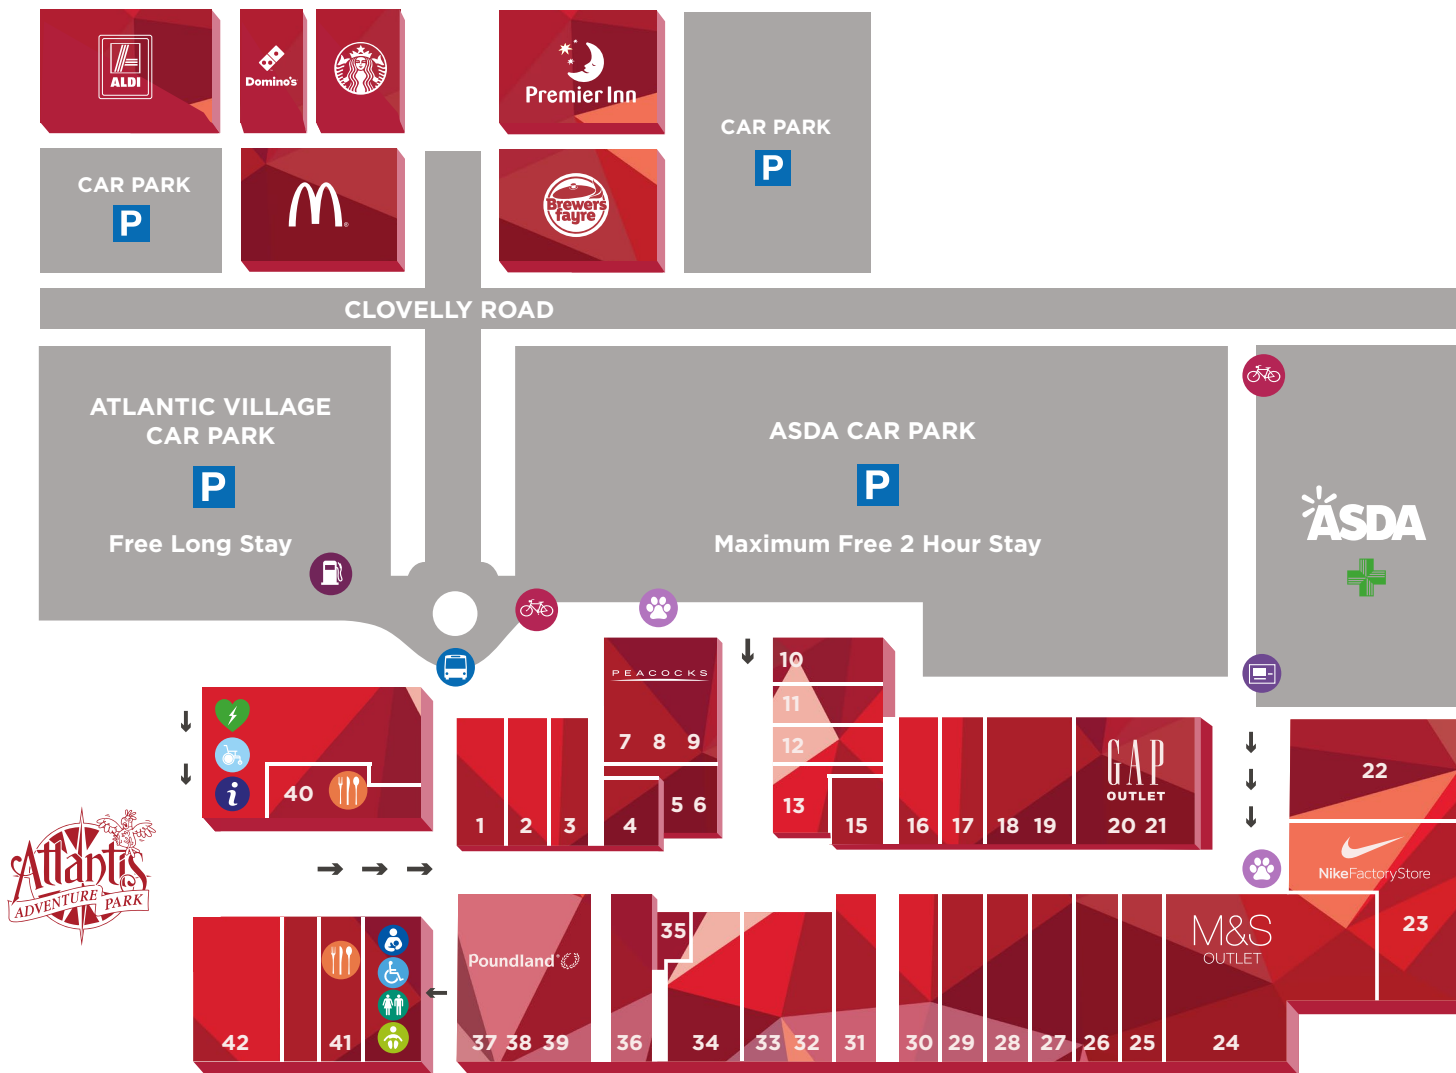 ALDI
Domino's
Premier Inn
CAR PARK
P
CAR PARK
P
M
Brewers
fayre
CLOVELLY ROAD
ATLANTIC VILLAGE
CAR PARK
P
Free Long Stay
ASDA CAR PARK
P
Maximum Free 2 Hour Stay
ASDA
PEACOCKS
7 8 9
5 6
4
1
2
3
10
11
12
13
15
16
17
18 19
GAP
OUTLET
20 21
22
NikeFactoryStore
23
i
40
Atlantis
ADVENTURE PARK
42
41
Poundland®
37 38 39
36
35
34
33 32
31
30
29
28
27
26
25
M&S
OUTLET
24